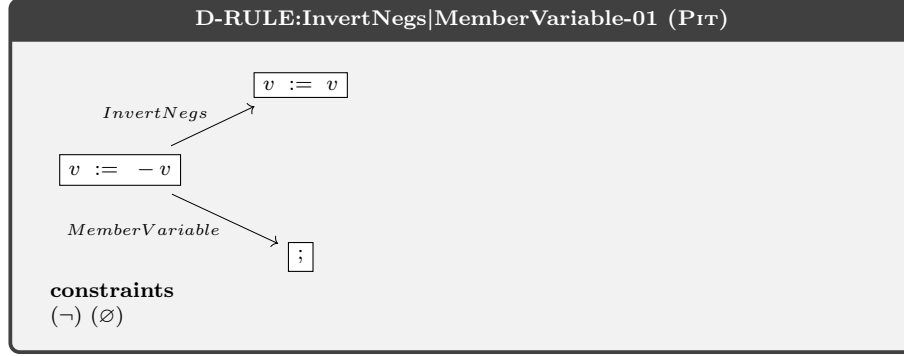 D-RULE:InvertNegs|MemberVariable-01 (PIT)
v := v
InvertNegs
v := − v
MemberVariable
;
constraints
(¬) (∅)